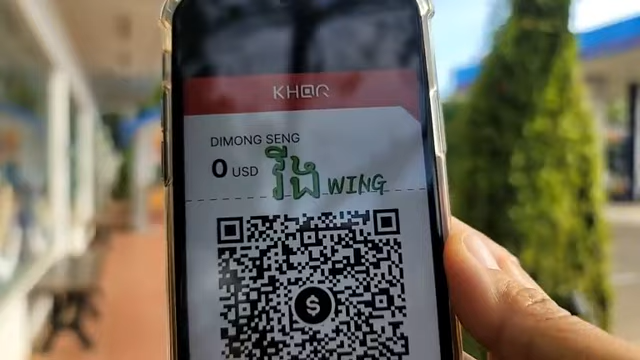 KHQR
DIMONG SENG
0 USD
វីង WING
$